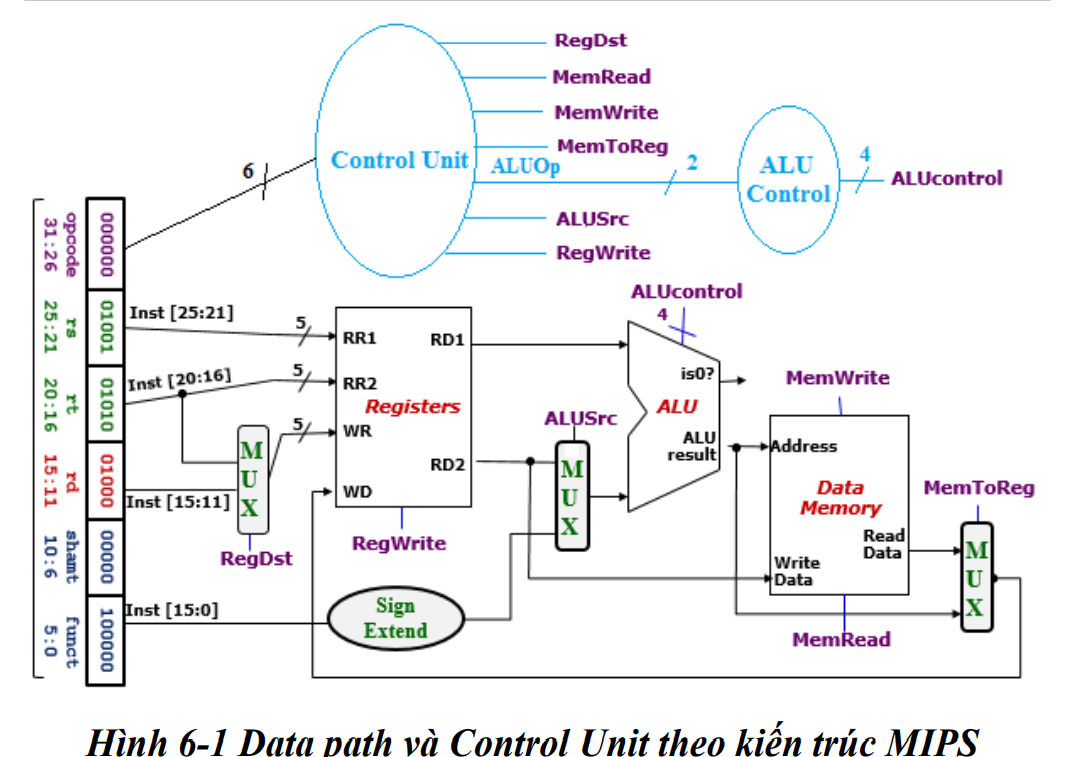 RegDst
MemRead
MemWrite
MemToReg
Control Unit
ALUOp
6
2
ALU
Control
4
ALUcontrol
ALUSrc
RegWrite
opcode
31:26
000000
rs
25:21
01001
rt
20:16
01010
rd
15:11
01000
shamt
10:6
00000
funct
5:0
100000
Inst [25:21]
5
RR1
RD1
Inst [20:16]
5
RR2
Registers
5
WR
RD2
WD
MUX
Inst [15:11]
RegDst
RegWrite
Inst [15:0]
Sign
Extend
ALUSrc
MUX
ALUcontrol
4
is0?
ALU
ALU
result
MemWrite
Address
Data
Memory
Read
Data
Write
Data
MemRead
MemToReg
MUX
Hình 6-1 Data path và Control Unit theo kiến trúc MIPS